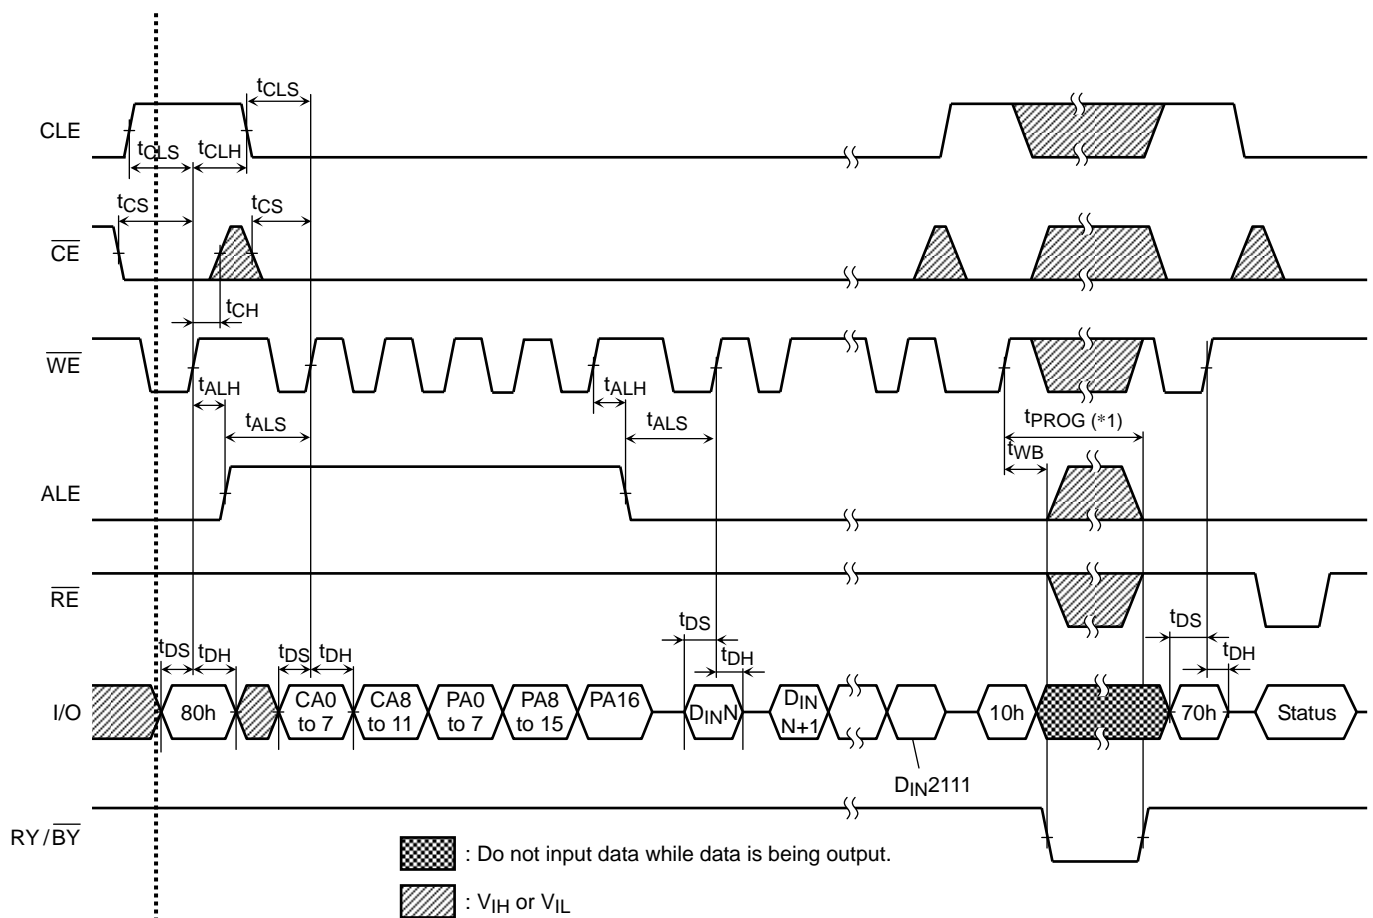 tCLS
CLE
tCLS
tCLH
tCS
tCS
CE
tCH
WE
tALH
tALH
tALS
tALS
tPROG (*1)
tWB
ALE
RE
tDS
tDH
tDS
tDH
tDS
tDH
tDS
tDH
I/O
80h
CA0 to 7
CA8 to 11
PA0 to 7
PA8 to 15
PA16
DINN
DIN N+1
10h
70h
Status
DIN2111
RY/BY
: Do not input data while data is being output.
: VIH or VIL